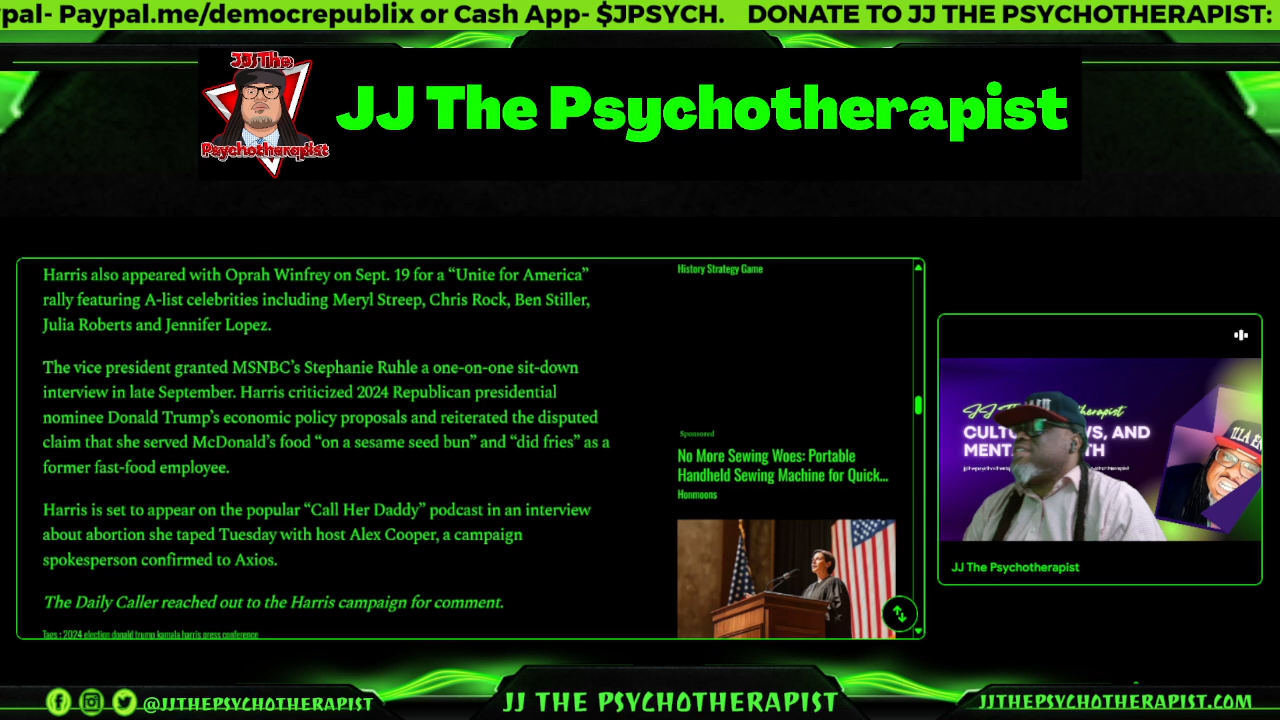 ypal- Paypal.me/democrepublix or Cash App- $JPSYCH. DONATE TO JJ THE PSYCHOTHERAPIST:
JJ The
Psychotherapist
JJ The Psychotherapist
Harris also appeared with Oprah Winfrey on Sept. 19 for a “Unite for America”
rally featuring A-list celebrities including Meryl Streep, Chris Rock, Ben Stiller,
Julia Roberts and Jennifer Lopez.
The vice president granted MSNBC’s Stephanie Ruhle a one-on-one sit-down
interview in late September. Harris criticized 2024 Republican presidential
nominee Donald Trump’s economic policy proposals and reiterated the disputed
claim that she served McDonald’s food “on a sesame seed bun” and “did fries” as a
former fast-food employee.
Harris is set to appear on the popular “Call Her Daddy” podcast in an interview
about abortion she taped Tuesday with host Alex Cooper, a campaign
spokesperson confirmed to Axios.
The Daily Caller reached out to the Harris campaign for comment.
Tags : 2024 election donald trump kamala harris press conference
History Strategy Game
Sponsored
No More Sewing Woes: Portable
Handheld Sewing Machine for Quick...
Honmoons
JJ The Psychotherapist
@JJTHEPSYCHOTHERAPIST
JJ THE PSYCHOTHERAPIST
JJTHEPSYCHOTHERAPIST.COM